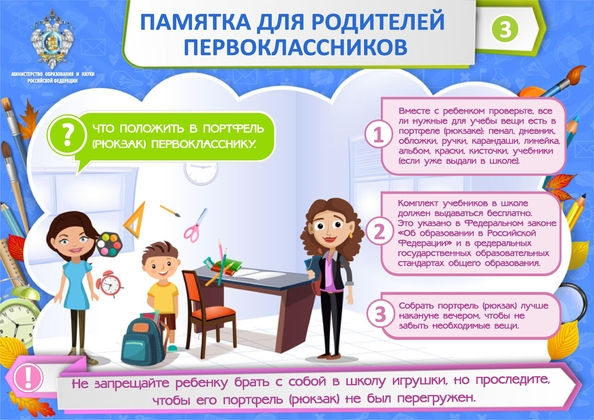 ПАМЯТКА ДЛЯ РОДИТЕЛЕЙ
ПЕРВОКЛАССНИКОВ
3
МИНИСТЕРСТВО ОБРАЗОВАНИЯ И НАУКИ
РОССИЙСКОЙ ФЕДЕРАЦИИ
?
ЧТО ПОЛОЖИТЬ В ПОРТФЕЛЬ
(РЮКЗАК) ПЕРВОКЛАССНИКУ.
1
Вместе с ребенком проверьте, все
ли нужные для учебы вещи есть в
портфеле (рюкзаке): пенал, дневник,
обложки, ручки, карандаши, линейка,
альбом, краски, кисточки, учебники
(если уже выдали в школе).
2
Комплект учебников в школе
должен выдаваться бесплатно.
Это указано в Федеральном законе
«Об образовании в Российской
Федерации» и в федеральных
государственных образовательных
стандартах общего образования.
3
Собрать портфель (рюкзак) лучше
накануне вечером, чтобы не
забыть необходимые вещи.
!
Не запрещайте ребенку брать с собой в школу игрушки, но проследите,
чтобы его портфель (рюкзак) не был перегружен.